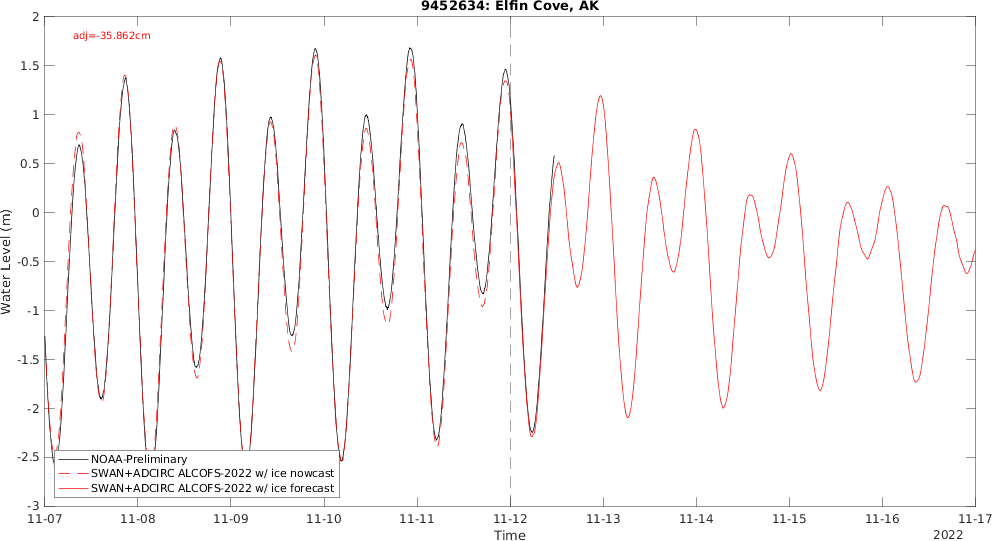 9452634: Elfin Cove, AK
adj=-35.862cm
2
1.5
1
0.5
0
-0.5
-1
-1.5
-2
-2.5
-3
Water Level (m)
NOAA-Preliminary
SWAN+ADCIRC ALCOFS-2022 w/ ice nowcast
SWAN+ADCIRC ALCOFS-2022 w/ ice forecast
11-07 11-08 11-09 11-10 11-11 11-12 11-13 11-14 11-15 11-16 11-17
Time
2022